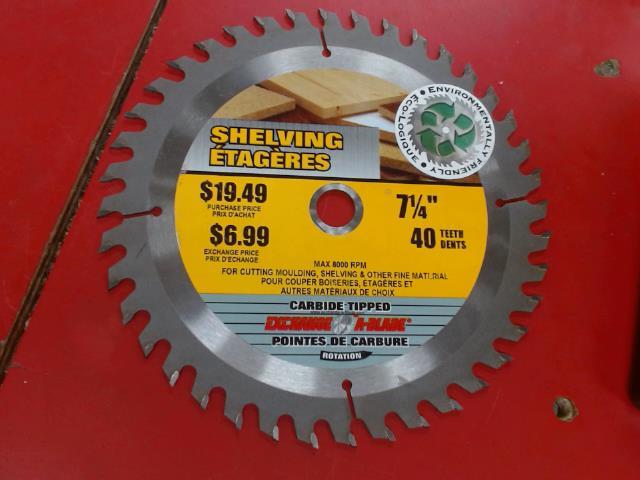 SHELVING
ÉTAGÈRES
ENVIRONMENTALLY FRIENDLY
ÉCO-LOGIQUE
$19.49
PURCHASE PRICE
PRIX D'ACHAT
$6.99
EXCHANGE PRICE
PRIX D'ÉCHANGE
7¼"
40 TEETH
DENTS
MAX 8000 RPM
FOR CUTTING MOULDING, SHELVING & OTHER FINE MATERIAL
POUR COUPER BOISERIES, ÉTAGÈRES ET
AUTRES MATÉRIAUX DE CHOIX
CARBIDE TIPPED
EXCHANGE A-BLADE®
POINTES DE CARBURE
ROTATION